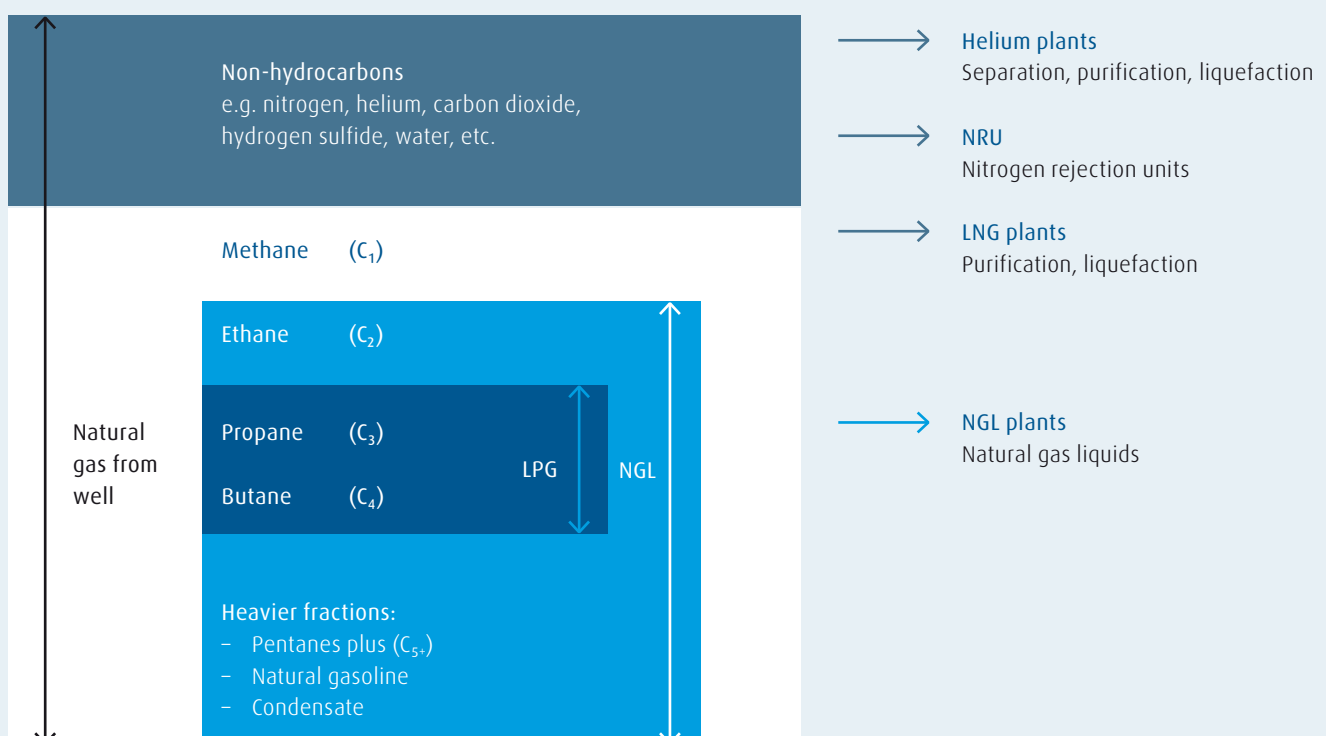 Non-hydrocarbons
e.g. nitrogen, helium, carbon dioxide,
hydrogen sulfide, water, etc.
Methane (C₁)
Ethane (C₂)
Propane (C₃)
Butane (C₄)
LPG
NGL
Natural
gas from
well
Heavier fractions:
– Pentanes plus (C₅₊)
– Natural gasoline
– Condensate
Helium plants
Separation, purification, liquefaction
NRU
Nitrogen rejection units
LNG plants
Purification, liquefaction
NGL plants
Natural gas liquids